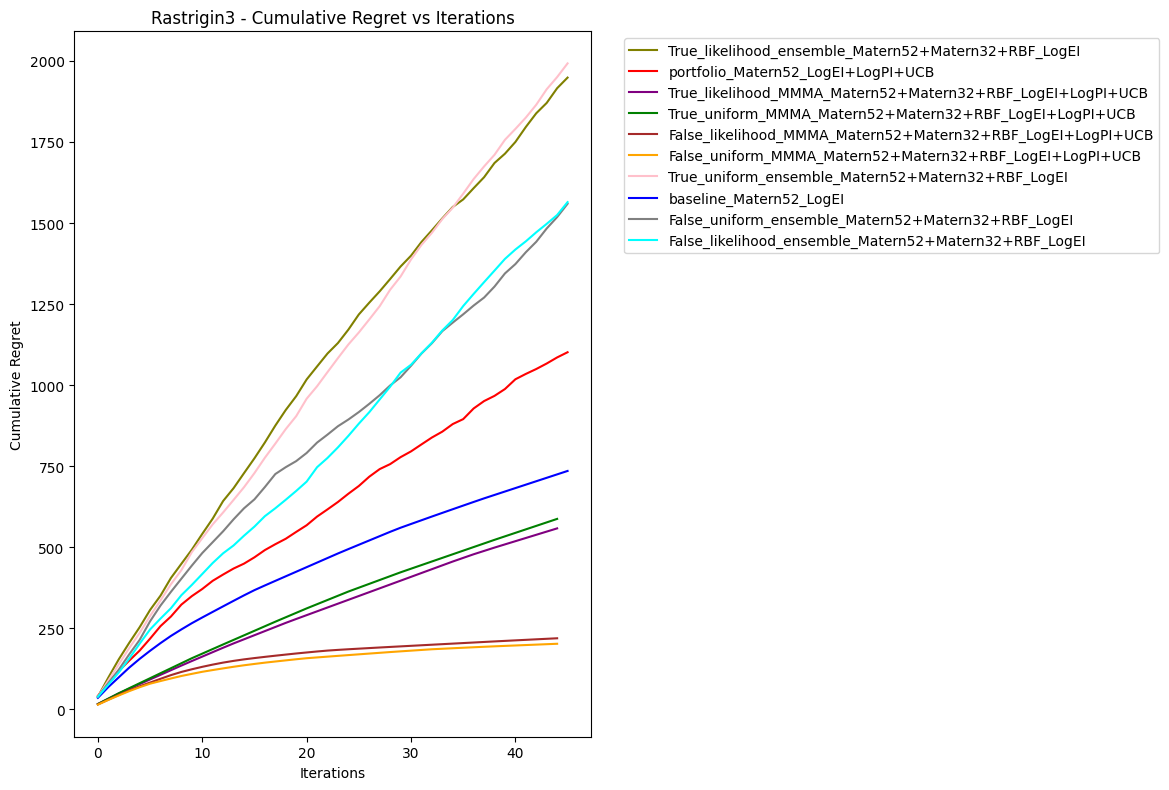 Rastrigin3 - Cumulative Regret vs Iterations
2000
1750
1500
1250
1000
750
500
250
0
Cumulative Regret
0 10 20 30 40
Iterations
True_likelihood_ensemble_Matern52+Matern32+RBF_LogEI
portfolio_Matern52_LogEI+LogPI+UCB
True_likelihood_MMMA_Matern52+Matern32+RBF_LogEI+LogPI+UCB
True_uniform_MMMA_Matern52+Matern32+RBF_LogEI+LogPI+UCB
False_likelihood_MMMA_Matern52+Matern32+RBF_LogEI+LogPI+UCB
False_uniform_MMMA_Matern52+Matern32+RBF_LogEI+LogPI+UCB
True_uniform_ensemble_Matern52+Matern32+RBF_LogEI
baseline_Matern52_LogEI
False_uniform_ensemble_Matern52+Matern32+RBF_LogEI
False_likelihood_ensemble_Matern52+Matern32+RBF_LogEI